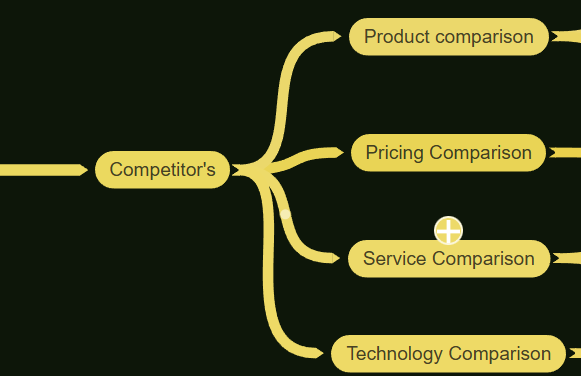 Product comparison
Pricing Comparison
Competitor's
Service Comparison
Technology Comparison